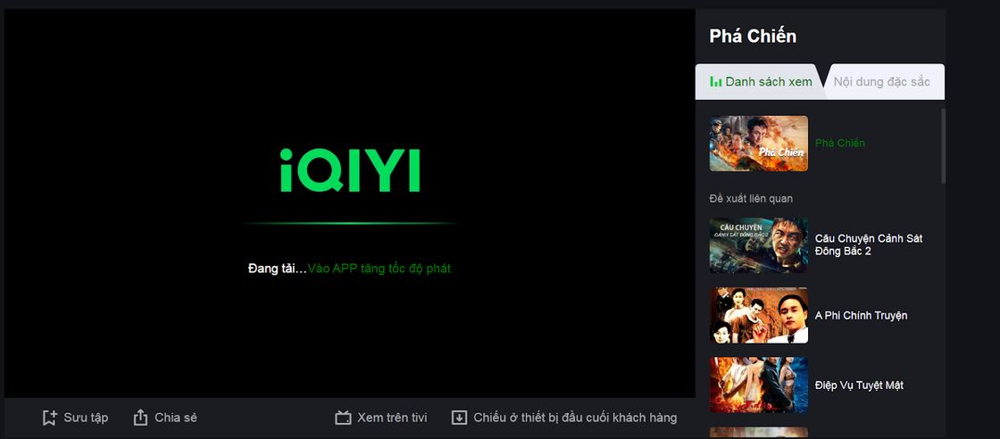 Phá Chiến
Danh sách xem
Nội dung đặc sắc
iQIYI
Đang tải...Vào APP tăng tốc độ phát
Phá Chiến
Phá Chiến
Đề xuất liên quan
CÂU CHUYỆN
CẢNH SÁT ĐÔNG BẮC 2
Câu Chuyện Cảnh Sát
Đông Bắc 2
A Phi Chính Truyện
Điệp Vụ Tuyệt Mật
Sưu tập
Chia sẻ
Xem trên tivi
Chiếu ở thiết bị đầu cuối khách hàng